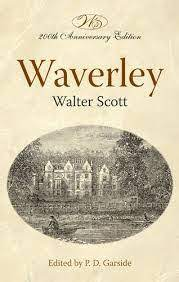 200th Anniversary Edition
Waverley
Walter Scott
Edited by P. D. Garside